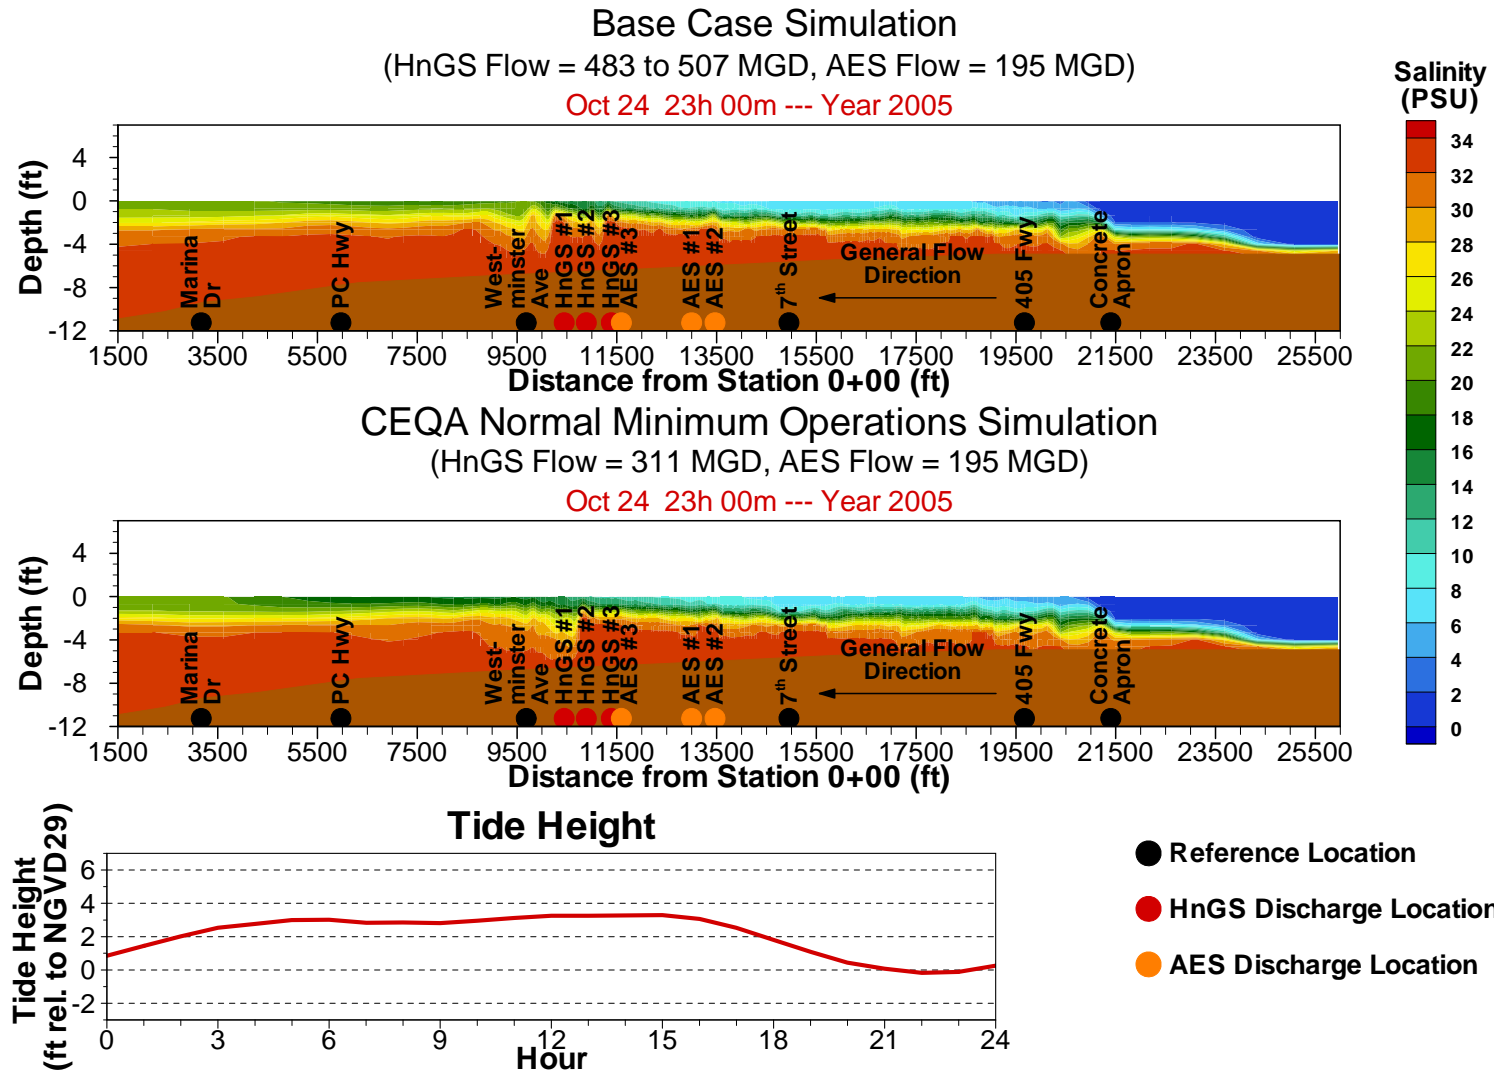 Base Case Simulation
(HnGS Flow = 483 to 507 MGD, AES Flow = 195 MGD)
Oct 24 23h 00m --- Year 2005
Salinity
(PSU)
34
32
30
28
26
24
22
20
18
16
14
12
10
8
6
4
2
0
Depth (ft)
4
0
-4
-8
-12
Marina
Dr
PC Hwy
West-
minster
Ave
HnGS #1
HnGS #2
HnGS #3
AES #3
AES #1
AES #2
7th Street
General Flow
Direction
405 Fwy
Concrete
Apron
1500 3500 5500 7500 9500 11500 13500 15500 17500 19500 21500 23500 25500
Distance from Station 0+00 (ft)
CEQA Normal Minimum Operations Simulation
(HnGS Flow = 311 MGD, AES Flow = 195 MGD)
Oct 24 23h 00m --- Year 2005
Depth (ft)
4
0
-4
-8
-12
Marina
Dr
PC Hwy
West-
minster
Ave
HnGS #1
HnGS #2
HnGS #3
AES #3
AES #1
AES #2
7th Street
General Flow
Direction
405 Fwy
Concrete
Apron
1500 3500 5500 7500 9500 11500 13500 15500 17500 19500 21500 23500 25500
Distance from Station 0+00 (ft)
Tide Height
Tide Height
(ft rel. to NGVD29)
6
4
2
0
-2
0 3 6 9 12 15 18 21 24
Hour
Reference Location
HnGS Discharge Location
AES Discharge Location